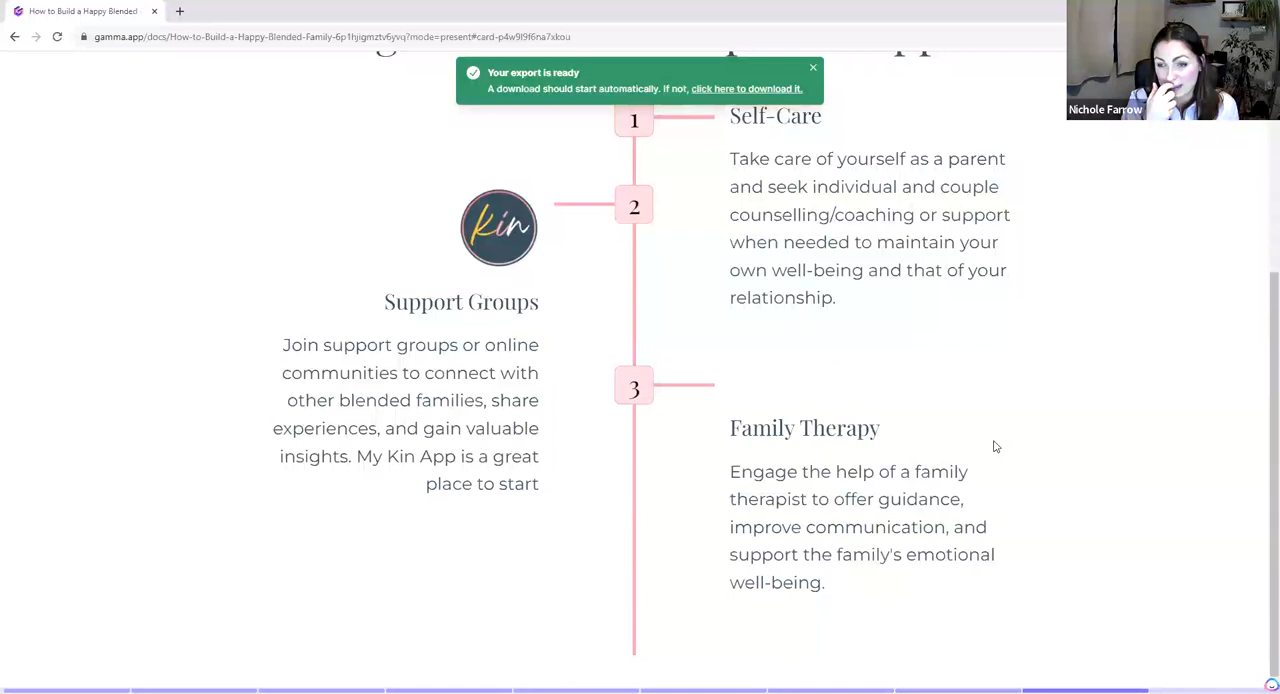 How to Build a Happy Blended
gamma.app/docs/How-to-Build-a-Happy-Blended-Family-6p1hjigmztv6yvq?mode=present#card-p4w9l9f6na7xkou
Nichole Farrow
Your export is ready
A download should start automatically. If not, click here to download it.
1
Self-Care
Take care of yourself as a parent
and seek individual and couple
counselling/coaching or support
when needed to maintain your
own well-being and that of your
relationship.
2
kin
Support Groups
Join support groups or online
communities to connect with
other blended families, share
experiences, and gain valuable
insights. My Kin App is a great
place to start
3
Family Therapy
Engage the help of a family
therapist to offer guidance,
improve communication, and
support the family's emotional
well-being.